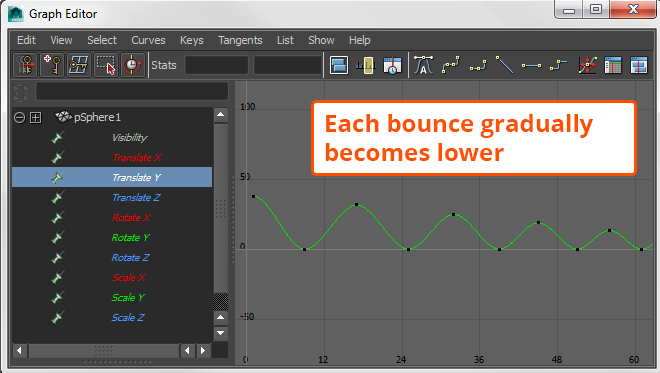 Graph Editor
Edit View Select Curves Keys Tangents List Show Help
Stats
100
Each bounce gradually
becomes lower
pSphere1
Visibility
Translate X
Translate Y
50
Translate Z
Rotate X
Rotate Y
0
Rotate Z
Scale X
Scale Y
Scale Z
-50
0 12 24 36 48 60